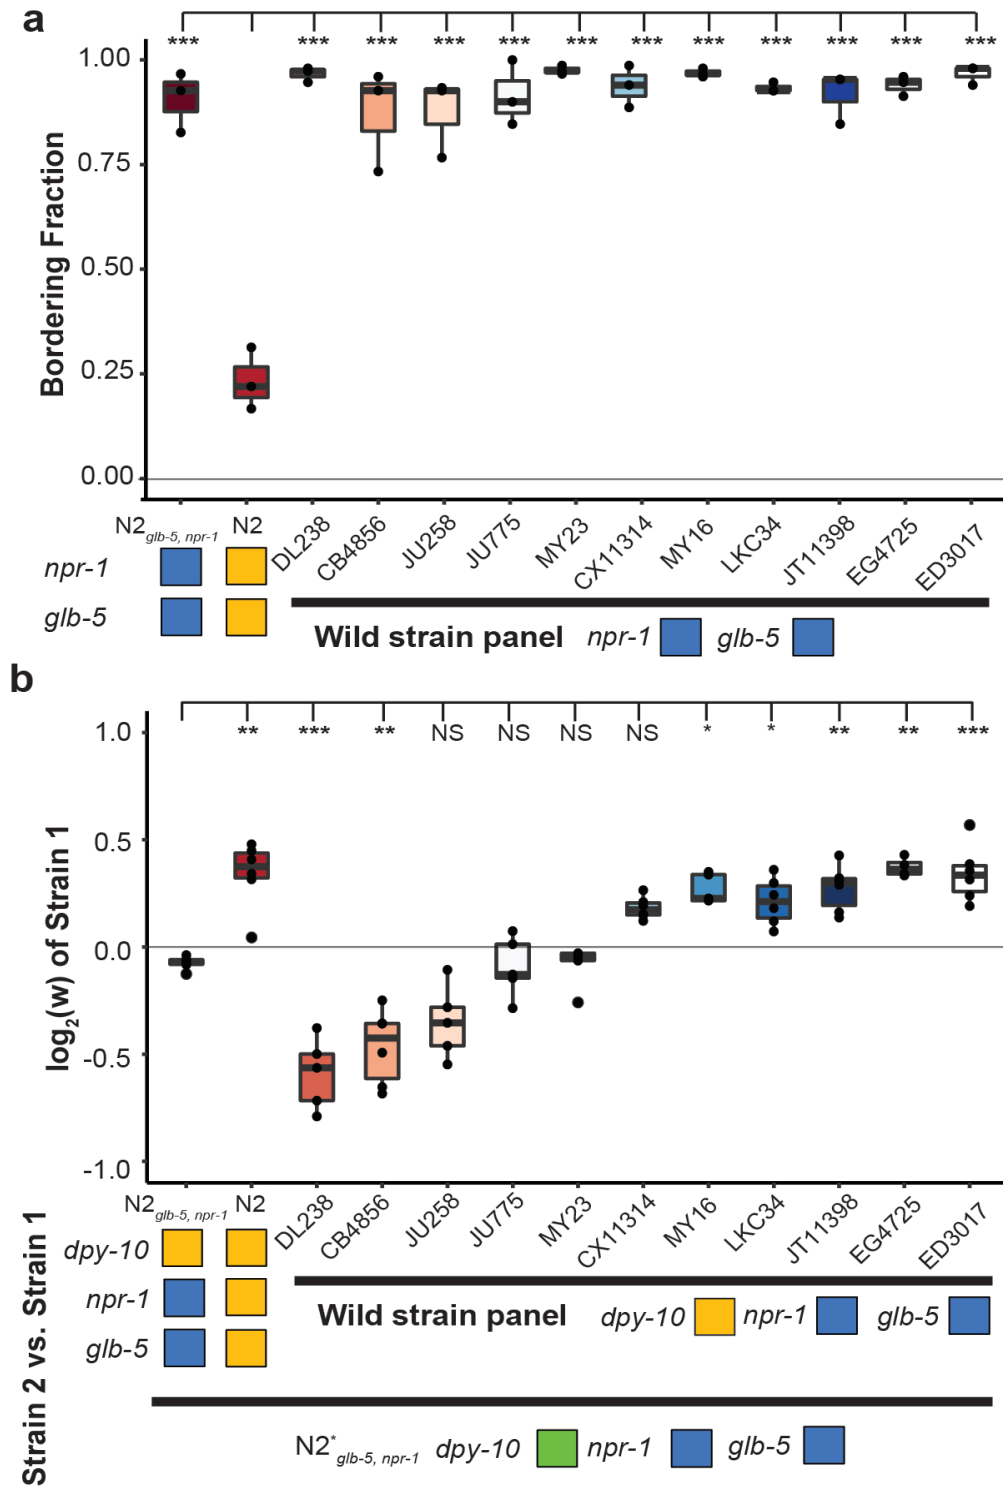 a
*** *** *** *** *** *** *** *** *** *** *** ***
1.00
0.75
0.50
0.25
0.00
Bordering Fraction
N2glb-5, npr-1 N2 DL238 CB4856 JU258 JU775 MY23 CX11314 MY16 LKC34 JT11398 EG4725 ED3017
npr-1
glb-5
Wild strain panel npr-1 glb-5
b
** *** ** NS NS NS NS * * ** ** ***
1.0
0.5
0.0
-0.5
-1.0
log2(w) of Strain 1
N2glb-5, npr-1 N2 DL238 CB4856 JU258 JU775 MY23 CX11314 MY16 LKC34 JT11398 EG4725 ED3017
dpy-10
npr-1
glb-5
Wild strain panel dpy-10 npr-1 glb-5
Strain 2 vs. Strain 1
N2*glb-5, npr-1 dpy-10 npr-1 glb-5